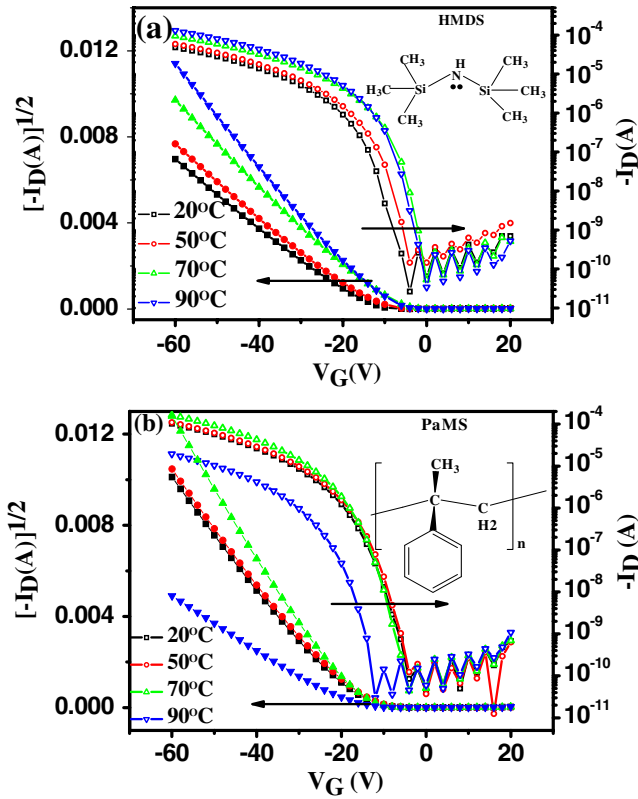 (a)
HMDS
CH3
H
CH3
H3C
Si
N
Si
CH3
CH3
CH3
[-ID(A)]1/2
0.012
0.008
0.004
0.000
10-4
10-5
10-6
10-7
10-8
10-9
10-10
10-11
-ID(A)
20OC
50OC
70OC
90OC
-60
-40
-20
0
20
VG(V)
(b)
PaMS
CH3
C
C
H2
n
[-ID(A)]1/2
0.012
0.008
0.004
0.000
10-4
10-5
10-6
10-7
10-8
10-9
10-10
10-11
-ID (A)
20OC
50OC
70OC
90OC
-60
-40
-20
0
20
VG(V)